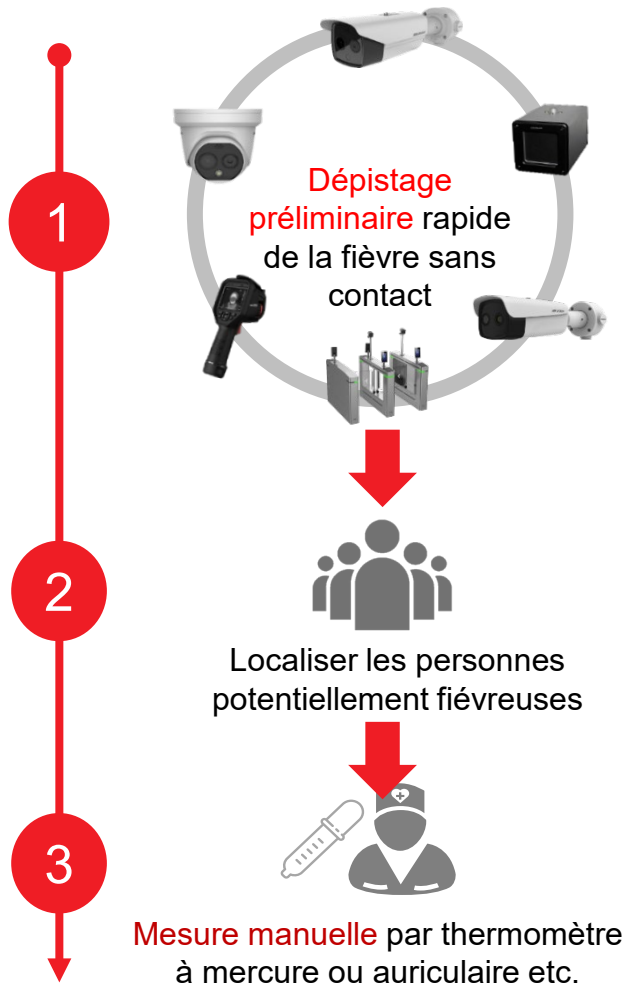 1
Dépistage
préliminaire rapide
de la fièvre sans
contact
2
Localiser les personnes
potentiellement fiévreuses
3
Mesure manuelle par thermomètre
à mercure ou auriculaire etc.